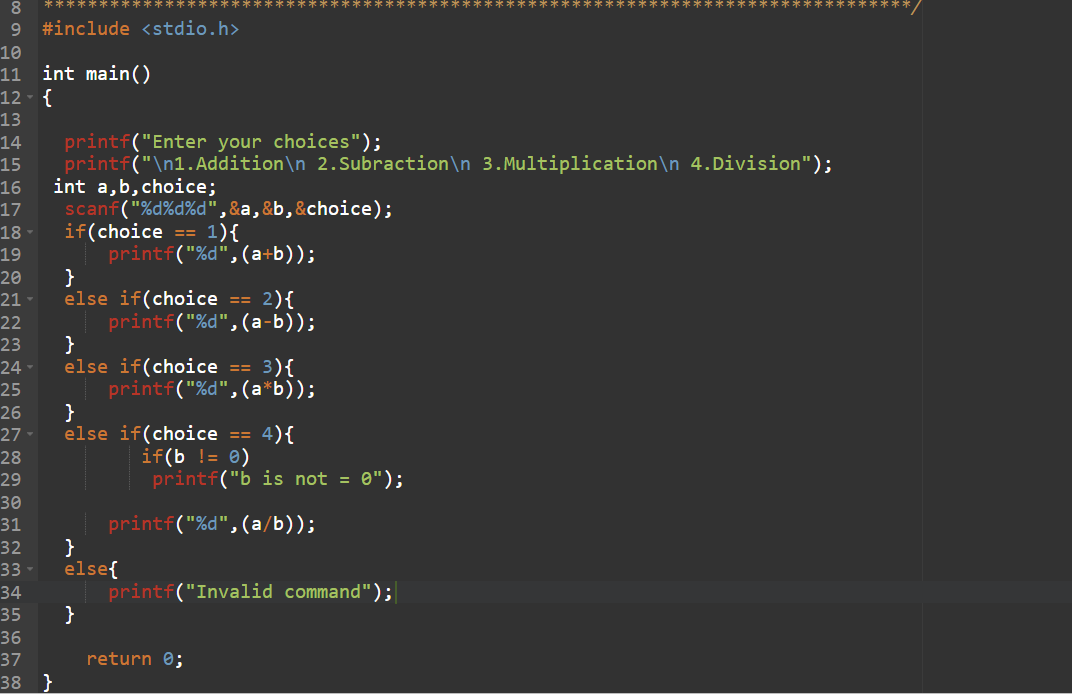 8 *******************************************************************************/
9 #include <stdio.h>
10
11 int main()
12 {
13
14 printf("Enter your choices");
15 printf("\n1.Addition\n 2.Subraction\n 3.Multiplication\n 4.Division");
16 int a,b,choice;
17 scanf("%d%d%d",&a,&b,&choice);
18 if(choice == 1){
19 printf("%d",(a+b));
20 }
21 else if(choice == 2){
22 printf("%d",(a-b));
23 }
24 else if(choice == 3){
25 printf("%d",(a*b));
26 }
27 else if(choice == 4){
28 if(b != 0)
29 printf("b is not = 0");
30
31 printf("%d",(a/b));
32 }
33 else{
34 printf("Invalid command");
35 }
36
37 return 0;
38 }